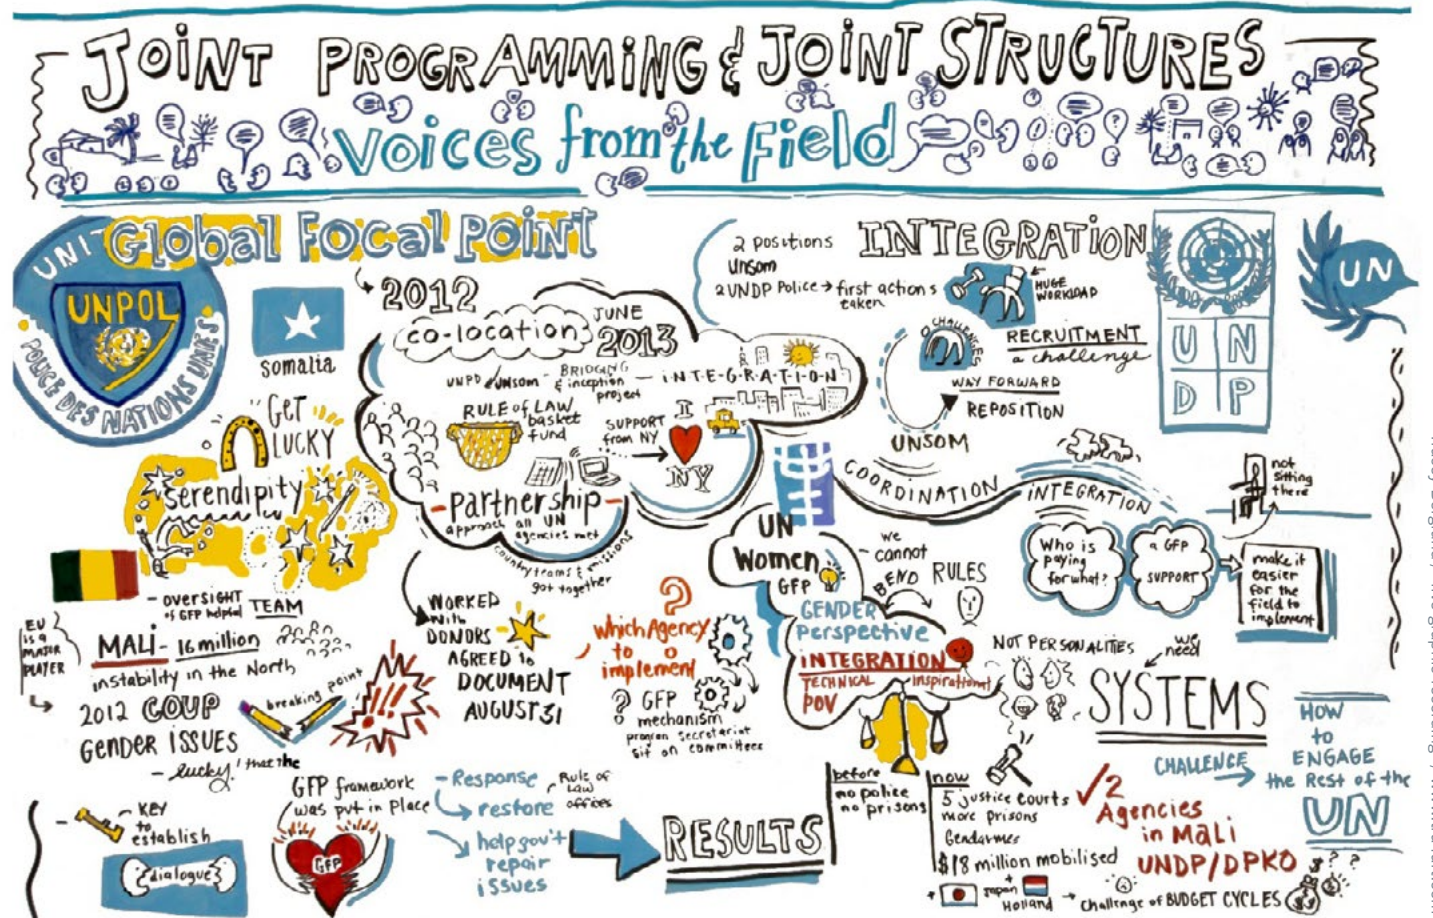 JOINT PROGRAMMING & JOINT STRUCTURES
Voices from the Field
Global Focal Point
UNPOL
POLICE DES NATIONS UNIES
somalia
Get
LUCKY
serendipity
2012
co-location
JUNE
2013
BRIDGING
& inception
project
I-N-T-E-G-R-A-T-I-O-N
RULE of LAW
basket
fund
SUPPORT
from NY
I
NY
- partnership -
approach all UN
agencies met
country teams & missions
got together
2 positions
Unsom
2 UNDP Police → first actions
taken
INTEGRATION
HUGE
WORKLOAD
CHALLENGES
RECRUITMENT
a challenge
WAY FORWARD
REPOSITION
UNSOM
UN
DP
UN
COORDINATION
INTEGRATION
not
sitting
there
Who is
paying
for what?
a GFP
SUPPORT
make it
easier
for the
field to
implement
UN
Women
GFP
GENDER
Perspective
INTEGRATION
TECHNICAL
inspirational
POV
- we
cannot
BEND RULES
NOT PERSONALITIES
we
need
SYSTEMS
CHALLENGE →
HOW
to
ENGAGE
the Rest of the
UN
- OVERSIGHT
of GFP helpful TEAM
EU
is a
MAJOR
PLAYER
MALI - 16 million
instability in the North
2012 COUP
Gender ISSUES
- lucky! that the
breaking point
!!!
GFP framework
was put in place
GFP
- KEY
to
establish
dialogue
WORKED
with
DONORS
AGREED to
DOCUMENT
AUGUST 31
?
which Agency
to
implement
? GFP
mechanism
program secretariat
sit on committees
- Response
restore
Rule of
Law
offices
help gov't
repair
issues
RESULTS
before
no police
no prisons
now
5 justice courts
more prisons
Gendarmes
$18 million mobilised
+ Japan + Holland → challenge of BUDGET CYCLES
√2
Agencies
in Mali
UNDP/DPKO
$ ? ?